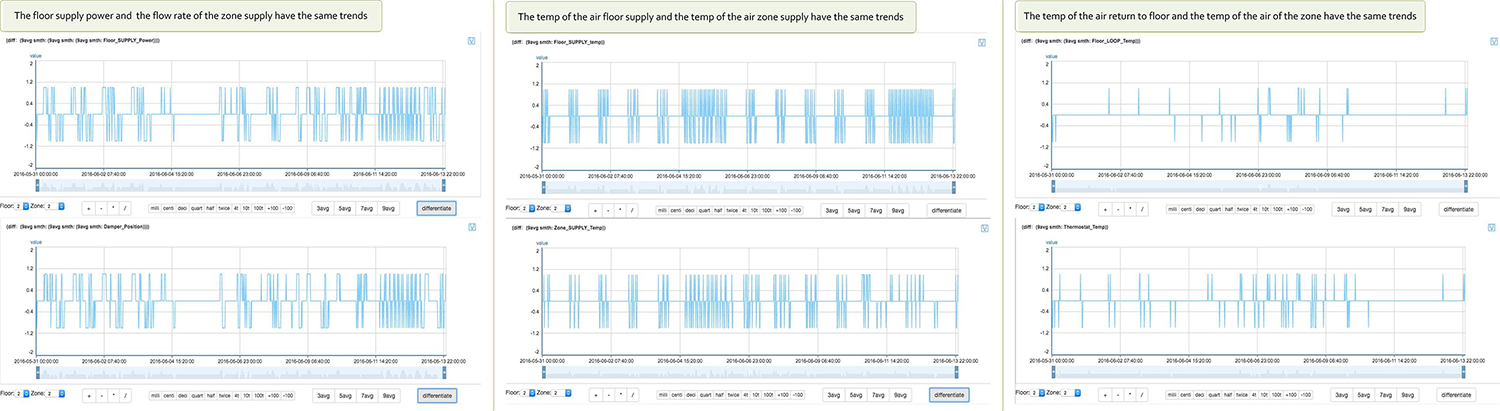 The floor supply power and the flow rate of the zone supply have the same trends
(diff: (9avg smth: (9avg smth: Floor_SUPPLY_Power)))
value
2
1.2
0.4
-0.4
-1.2
-2
2016-05-31 00:00:00 2016-06-02 07:40:00 2016-06-04 15:20:00 2016-06-06 23:00:00 2016-06-09 06:40:00 2016-06-11 14:20:00 2016-06-13 22:00:00
Floor: 2 Zone: 2 + - * / milli centi deci quart half twice 4t 10t 100t +100 -100 3avg 5avg 7avg 9avg differentiate
(diff: (9avg smth: (9avg smth: Damper_Position)))
value
2
1.2
0.4
-0.4
-1.2
-2
2016-05-31 00:00:00 2016-06-02 07:40:00 2016-06-04 15:20:00 2016-06-06 23:00:00 2016-06-09 06:40:00 2016-06-11 14:20:00 2016-06-13 22:00:00
Floor: 2 Zone: 2 + - * / milli centi deci quart half twice 4t 10t 100t +100 -100 3avg 5avg 7avg 9avg differentiate
The temp of the air floor supply and the temp of the air zone supply have the same trends
(diff: (9avg smth: Floor_SUPPLY_temp))
value
2
1.2
0.4
-0.4
-1.2
-2
2016-05-31 00:00:00 2016-06-02 07:40:00 2016-06-04 15:20:00 2016-06-06 23:00:00 2016-06-09 06:40:00 2016-06-11 14:20:00 2016-06-13 22:00:00
Floor: 2 Zone: 2 + - * / milli centi deci quart half twice 4t 10t 100t +100 -100 3avg 5avg 7avg 9avg differentiate
(diff: (9avg smth: Zone_SUPPLY_Temp))
value
2
1.2
0.4
-0.4
-1.2
-2
2016-05-31 00:00:00 2016-06-02 07:40:00 2016-06-04 15:20:00 2016-06-06 23:00:00 2016-06-09 06:40:00 2016-06-11 14:20:00 2016-06-13 22:00:00
Floor: 2 Zone: 2 + - * / milli centi deci quart half twice 4t 10t 100t +100 -100 3avg 5avg 7avg 9avg differentiate
The temp of the air return to floor and the temp of the air of the zone have the same trends
(diff: (9avg smth: (9avg smth: Floor_LOOP_Temp)))
value
2
1.2
0.4
-0.4
-1.2
-2
2016-05-31 00:00:00 2016-06-02 07:40:00 2016-06-04 15:20:00 2016-06-06 23:00:00 2016-06-09 06:40:00 2016-06-11 14:20:00 2016-06-13 22:00:00
Floor: 2 Zone: 2 + - * / milli centi deci quart half twice 4t 10t 100t +100 -100 3avg 5avg 7avg 9avg differentiate
(diff: (9avg smth: Thermostat_Temp))
value
2
1.2
0.4
-0.4
-1.2
-2
2016-05-31 00:00:00 2016-06-02 07:40:00 2016-06-04 15:20:00 2016-06-06 23:00:00 2016-06-09 06:40:00 2016-06-11 14:20:00 2016-06-13 22:00:00
Floor: 2 Zone: 2 + - * / milli centi deci quart half twice 4t 10t 100t +100 -100 3avg 5avg 7avg 9avg differentiate